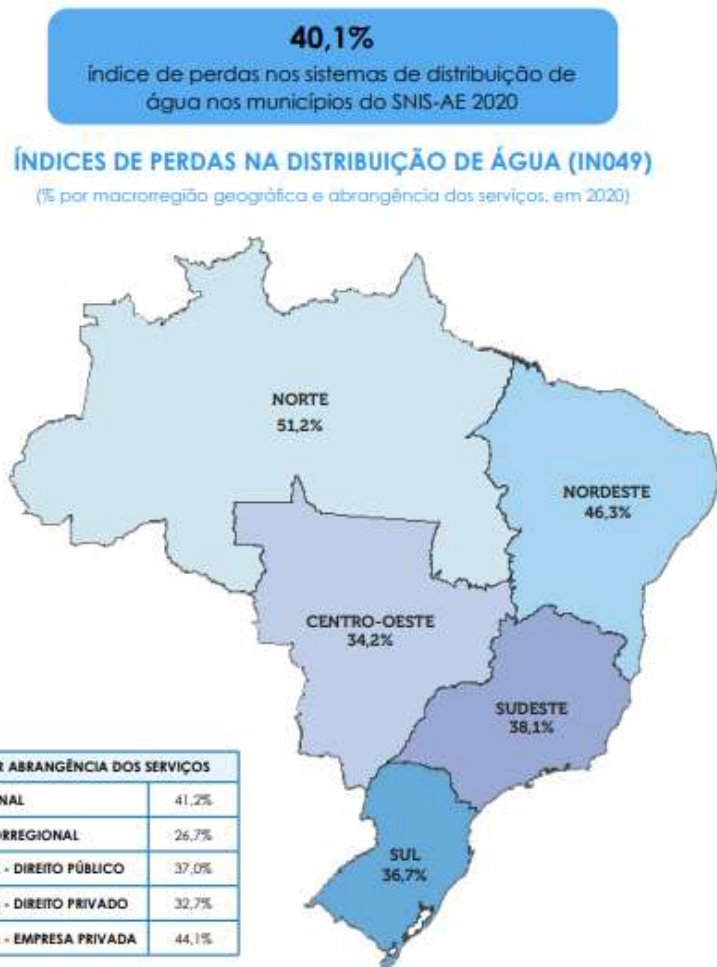 40,1%
índice de perdas nos sistemas de distribuição de
água nos municípios do SNIS-AE 2020
ÍNDICES DE PERDAS NA DISTRIBUIÇÃO DE ÁGUA (IN049)
(% por macrorregião geográfica e abrangência dos serviços, em 2020)
NORTE
51,2%
NORDESTE
46,3%
CENTRO-OESTE
34,2%
SUDESTE
38,1%
SUL
36,7%
R ABRANGÊNCIA DOS SERVIÇOS
NAL 41,2%
ORREGIONAL 26,7%
- DIREITO PÚBLICO 37,0%
- DIREITO PRIVADO 32,7%
- EMPRESA PRIVADA 44,1%